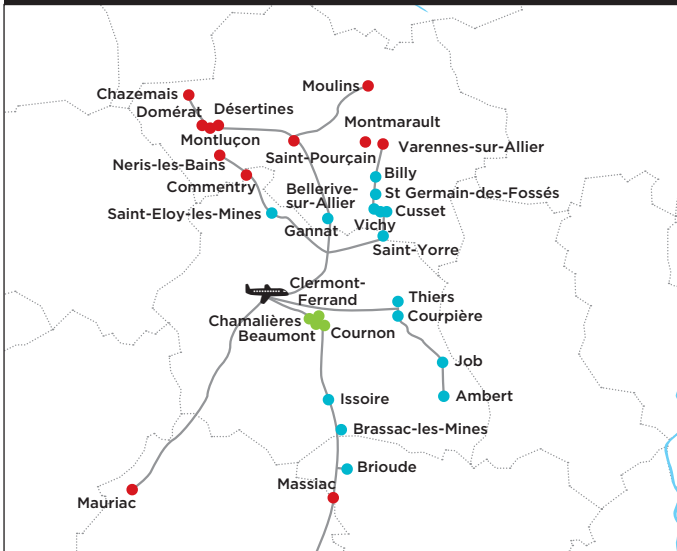 Chazemais
Moulins
Domérat
Désertines
Montmarault
Montluçon
Varennes-sur-Allier
Saint-Pourçain
Neris-les-Bains
Billy
Commentry
Bellerive-
sur-Allier
St Germain-des-Fossés
Saint-Eloy-les-Mines
Cusset
Vichy
Gannat
Saint-Yorre
Clermont-
Ferrand
Thiers
Chamalières
Courpière
Beaumont
Cournon
Job
Ambert
Issoire
Brassac-les-Mines
Brioude
Massiac
Mauriac